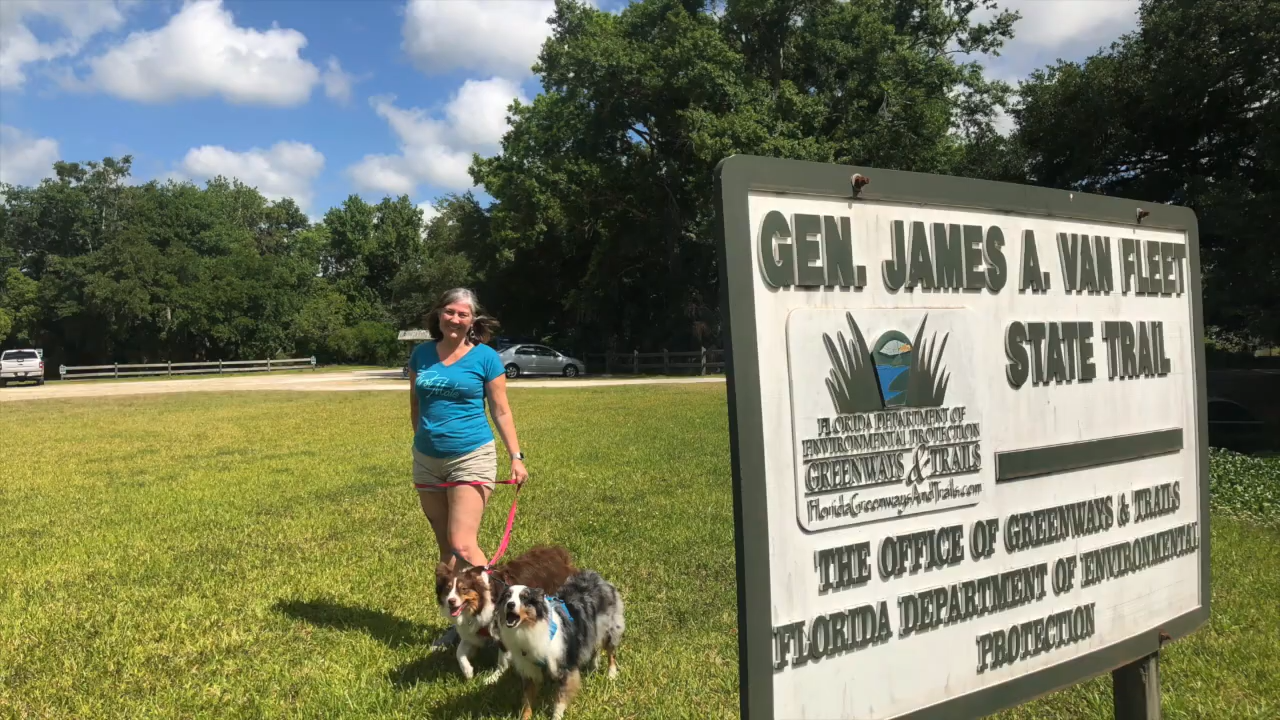 GEN. JAMES A. VAN FLEET
STATE TRAIL
FLORIDA DEPARTMENT OF
ENVIRONMENTAL PROTECTION
GREENWAYS & TRAILS
FloridaGreenwaysAndTrails.com
THE OFFICE OF GREENWAYS & TRAILS
FLORIDA DEPARTMENT OF ENVIRONMENTAL
PROTECTION